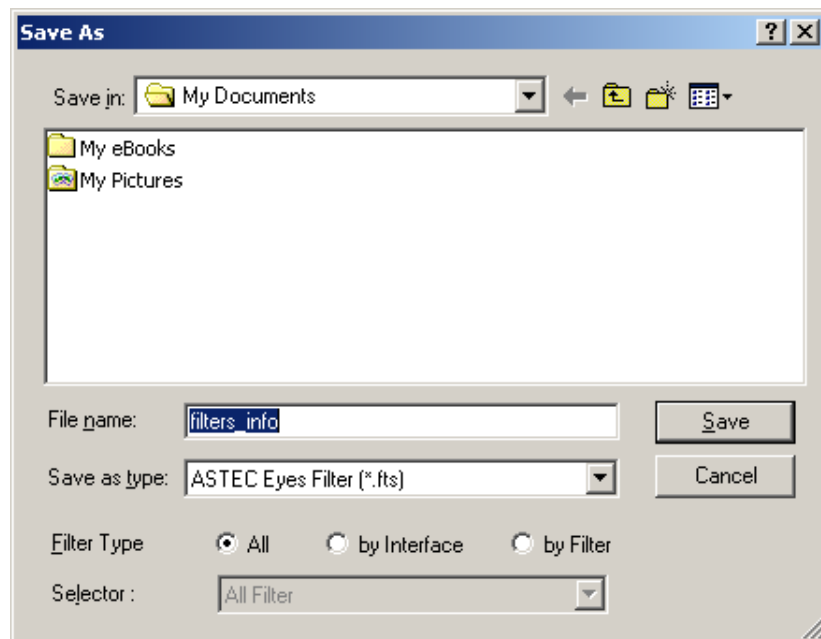 Save As
Save in: My Documents
My eBooks
My Pictures
File name: filters_info Save
Save as type: ASTEC Eyes Filter (*.fts) Cancel
Filter Type All by Interface by Filter
Selector : All Filter